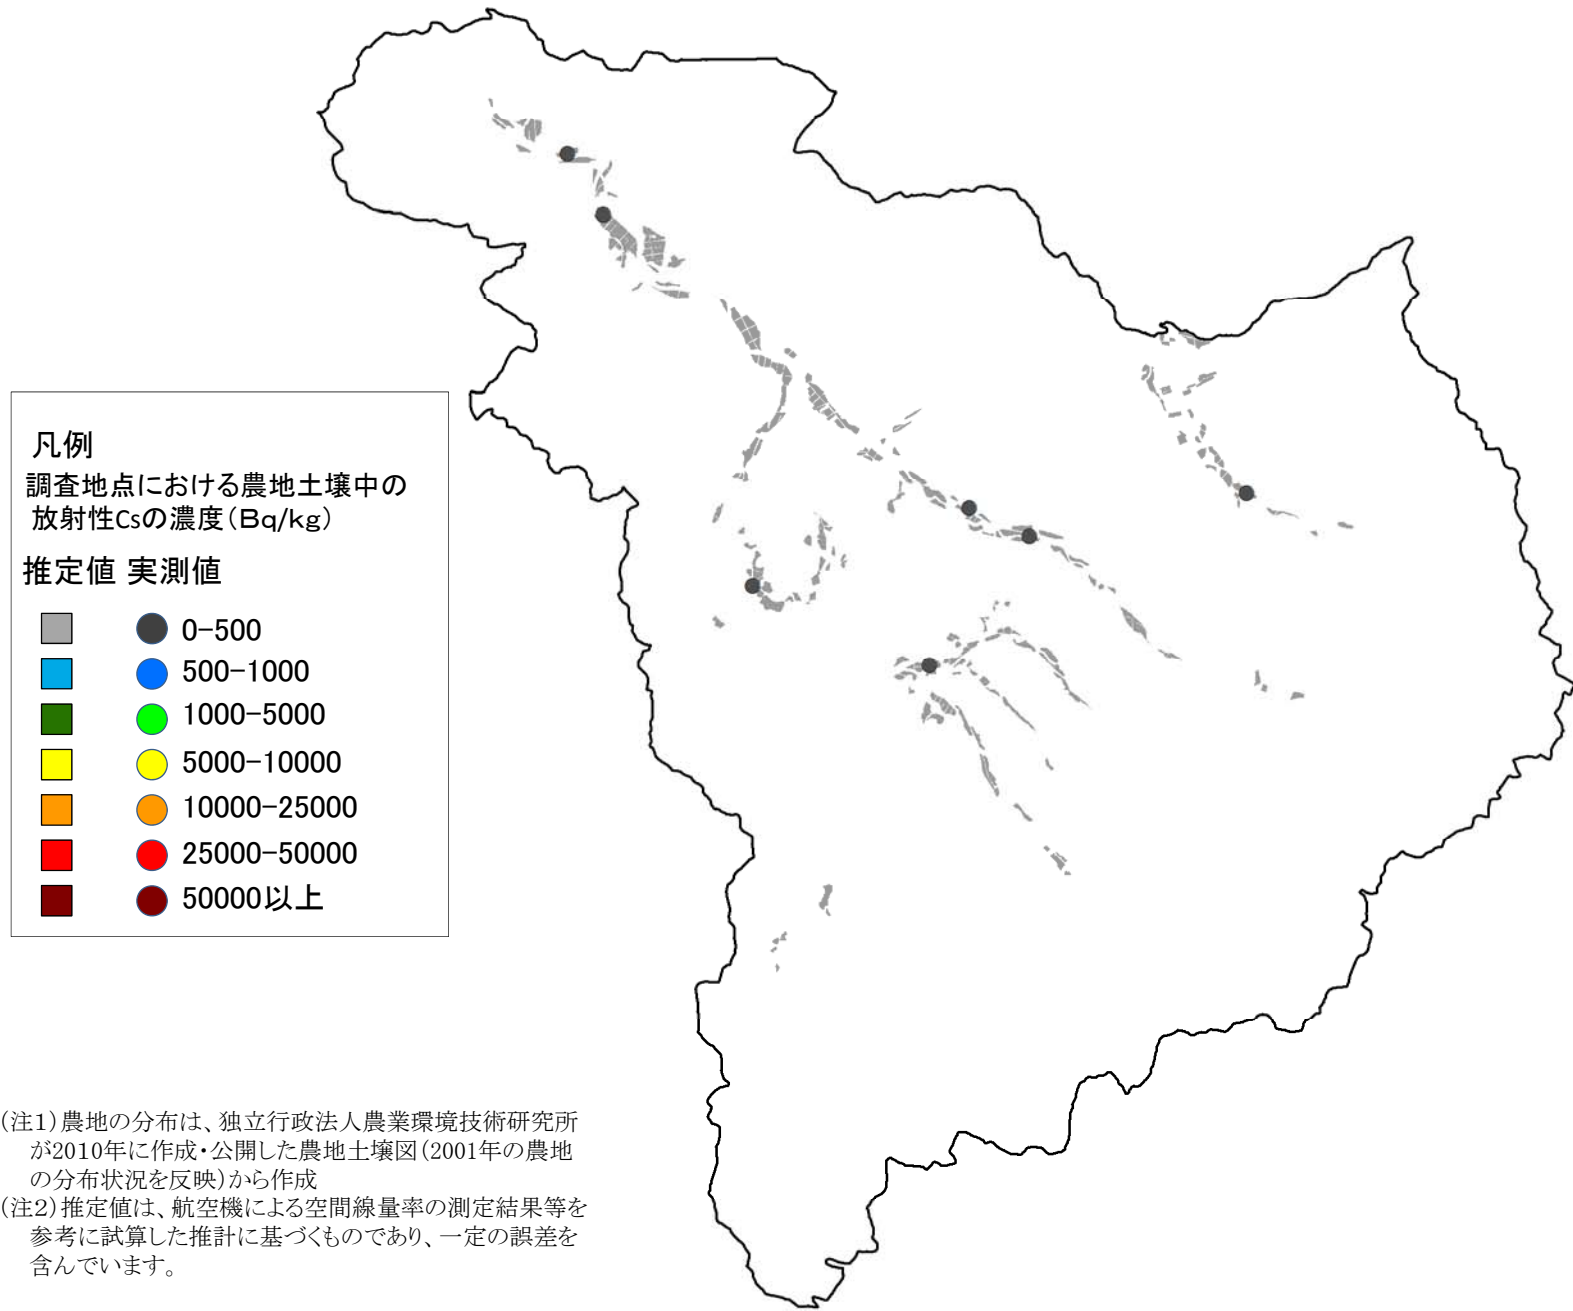 凡例
調査地点における農地土壌中の
放射性Csの濃度(Bq/kg)
推定値 実測値
0−500
500−1000
1000−5000
5000−10000
10000−25000
25000−50000
50000以上
(注1)農地の分布は、独立行政法人農業環境技術研究所
が2010年に作成・公開した農地土壌図(2001年の農地
の分布状況を反映)から作成
(注2)推定値は、航空機による空間線量率の測定結果等を
参考に試算した推計に基づくものであり、一定の誤差を
含んでいます。